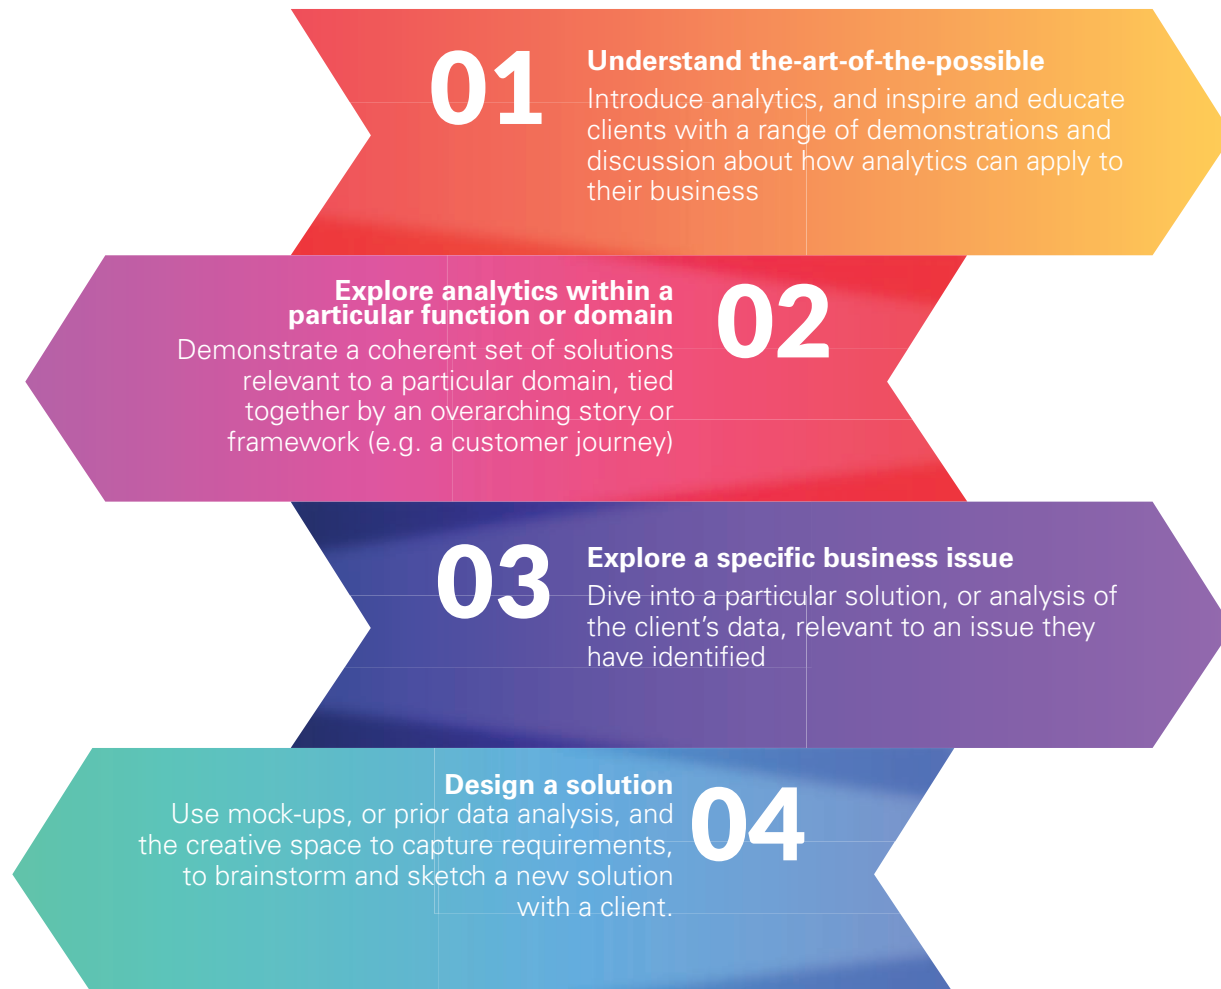 01
Understand the-art-of-the-possible
Introduce analytics, and inspire and educate
clients with a range of demonstrations and
discussion about how analytics can apply to
their business
Explore analytics within a
particular function or domain
Demonstrate a coherent set of solutions
relevant to a particular domain, tied
together by an overarching story or
framework (e.g. a customer journey)
02
03
Explore a specific business issue
Dive into a particular solution, or analysis of
the client’s data, relevant to an issue they
have identified
Design a solution
Use mock-ups, or prior data analysis, and
the creative space to capture requirements,
to brainstorm and sketch a new solution
with a client.
04